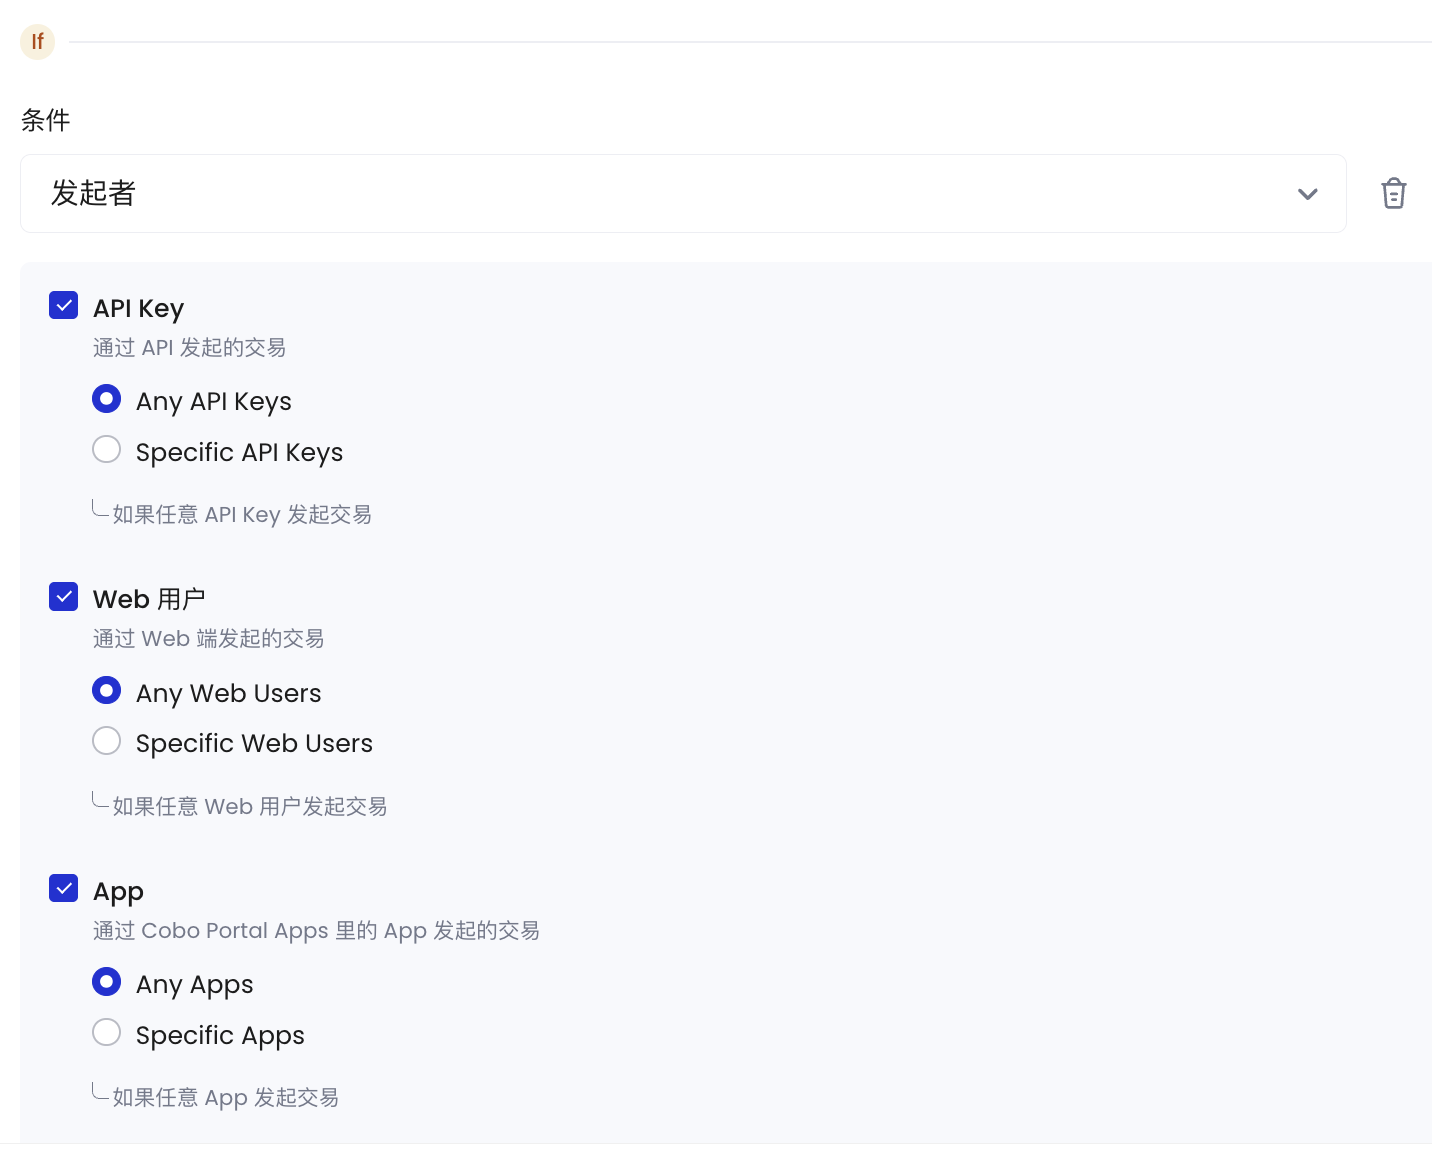 If
条件
发起者
API Key
通过 API 发起的交易
Any API Keys
Specific API Keys
如果任意 API Key 发起交易
Web 用户
通过 Web 端发起的交易
Any Web Users
Specific Web Users
如果任意 Web 用户发起交易
App
通过 Cobo Portal Apps 里的 App 发起的交易
Any Apps
Specific Apps
如果任意 App 发起交易